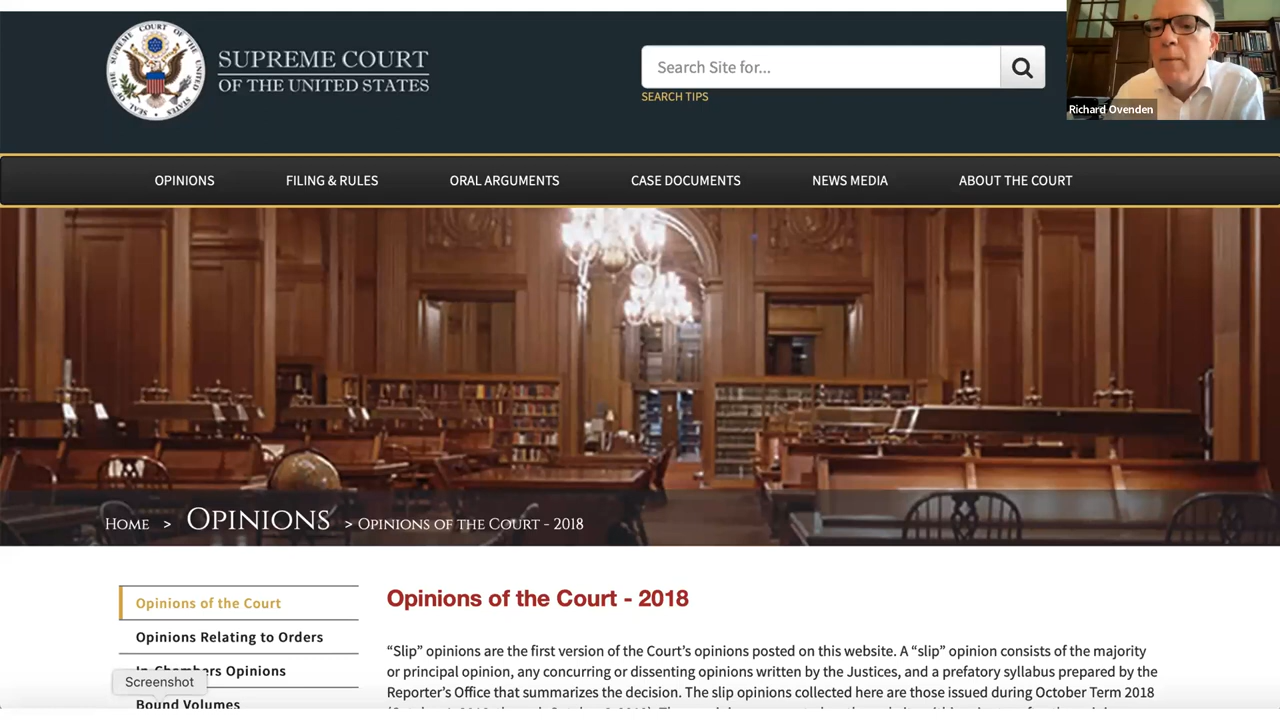 SUPREME COURT
OF THE UNITED STATES
Search Site for...
SEARCH TIPS
Richard Ovenden
OPINIONS
FILING & RULES
ORAL ARGUMENTS
CASE DOCUMENTS
NEWS MEDIA
ABOUT THE COURT
HOME > OPINIONS > OPINIONS OF THE COURT - 2018
Opinions of the Court
Opinions Relating to Orders
In-Chambers Opinions
Screenshot
Bound Volumes
Opinions of the Court - 2018
“Slip” opinions are the first version of the Court’s opinions posted on this website. A “slip” opinion consists of the majority
or principal opinion, any concurring or dissenting opinions written by the Justices, and a prefatory syllabus prepared by the
Reporter’s Office that summarizes the decision. The slip opinions collected here are those issued during October Term 2018